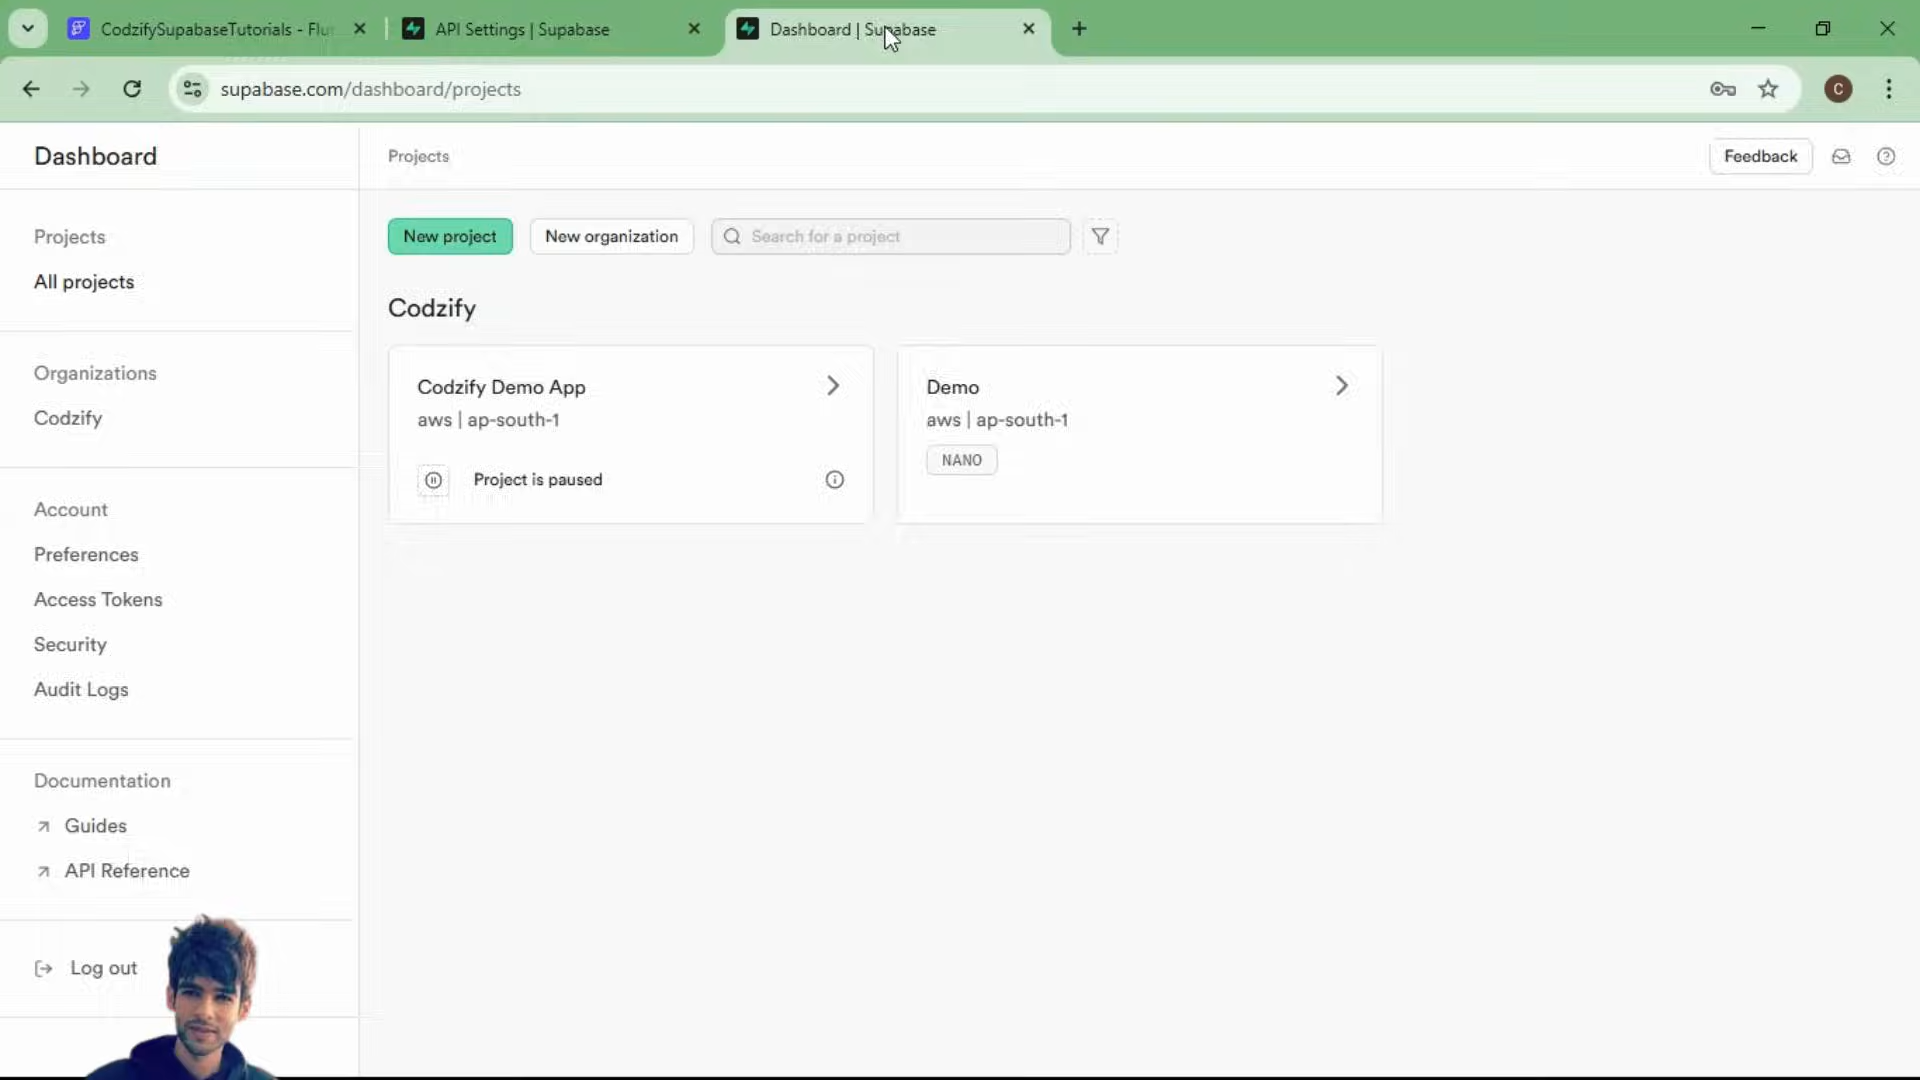 CodzifySupabaseTutorials - Flu
API Settings | Supabase
Dashboard | Supabase
supabase.com/dashboard/projects
C
Dashboard
Projects
Feedback
Projects
All projects
New project
New organization
Search for a project
Codzify
Organizations
Codzify
Codzify Demo App
aws | ap-south-1
Project is paused
Demo
aws | ap-south-1
NANO
Account
Preferences
Access Tokens
Security
Audit Logs
Documentation
Guides
API Reference
Log out